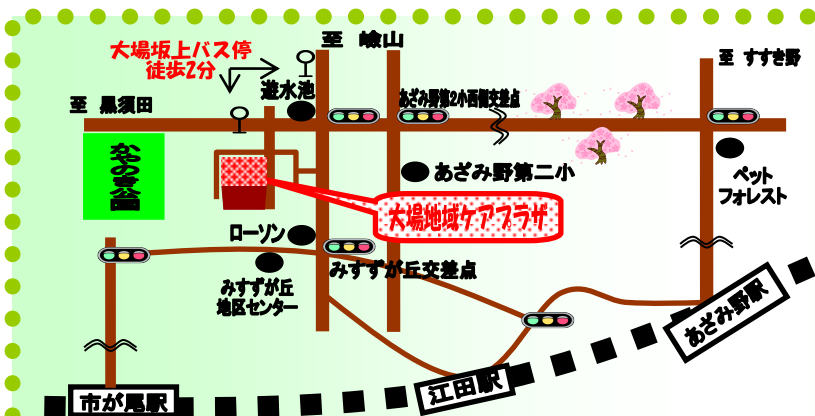 至 嶮山
大場坂上バス停
徒歩2分
至 すすき野
遊水池
至 黒須田
あざみ野第2小西側交差点
かやのき公園
あざみ野第二小
ペット
フォレスト
大場地域ケアプラザ
ローソン
みすずが丘交差点
みすずが丘
地区センター
あざみ野駅
江田駅
市が尾駅